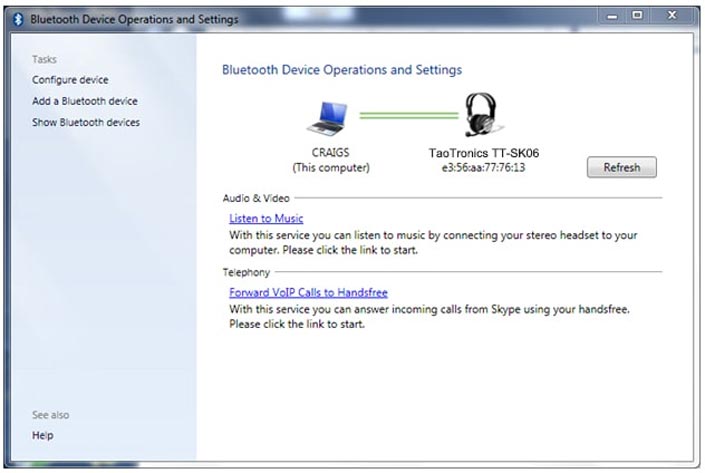 Bluetooth Device Operations and Settings
Tasks
Configure device
Add a Bluetooth device
Show Bluetooth devices
Bluetooth Device Operations and Settings
CRAIGS
(This computer)
TaoTronics TT-SK06
e3:56:aa:77:76:13
Refresh
Audio & Video
Listen to Music
With this service you can listen to music by connecting your stereo headset to your
computer. Please click the link to start.
Telephony
Forward VoIP Calls to Handsfree
With this service you can answer incoming calls from Skype using your handsfree.
Please click the link to start.
See also
Help